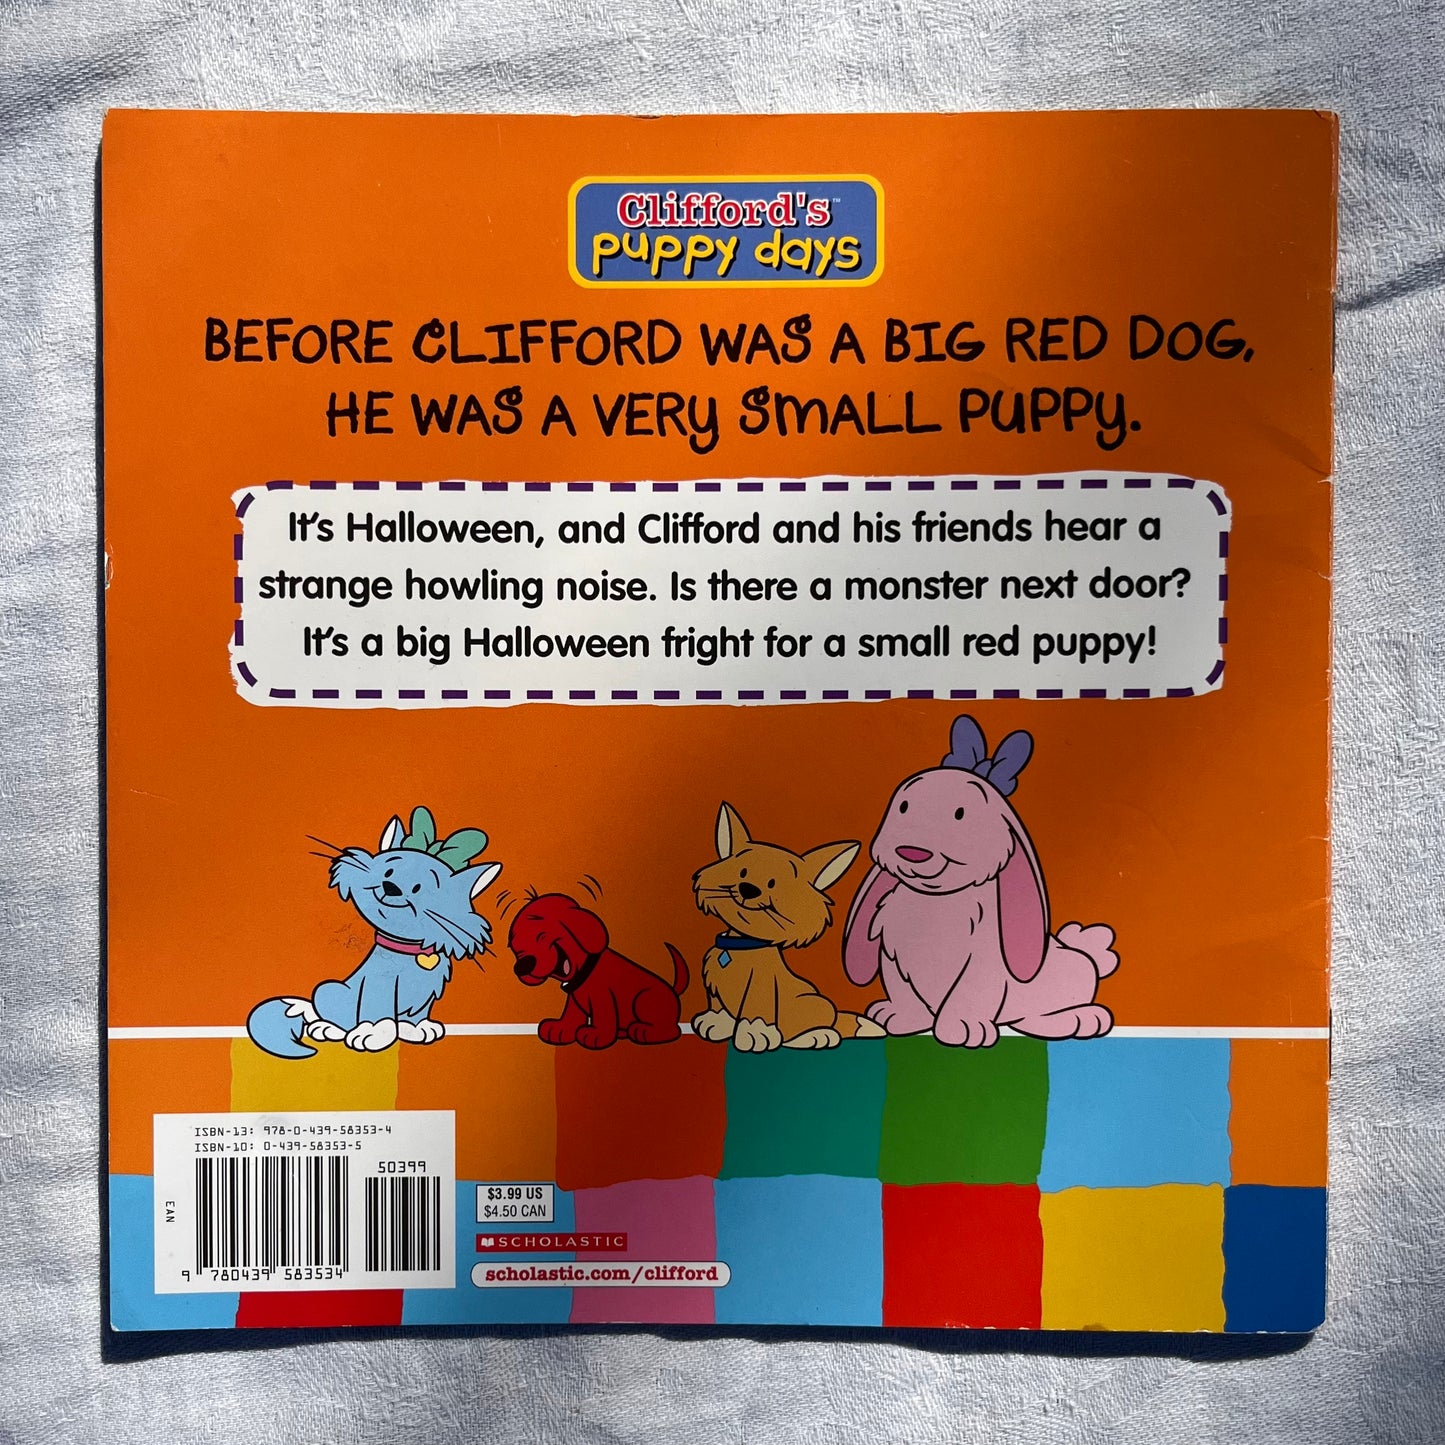 Clifford's™
puppy days
BEFORE CLIFFORD WAS A BIG RED DOG,
HE WAS A VERY SMALL PUPPY.
It's Halloween, and Clifford and his friends hear a
strange howling noise. Is there a monster next door?
It's a big Halloween fright for a small red puppy!
ISBN-13: 978-0-439-58353-4
ISBN-10: 0-439-58353-5
50399
EAN
9 780439 583534
$3.99 US
$4.50 CAN
SCHOLASTIC
scholastic.com/clifford